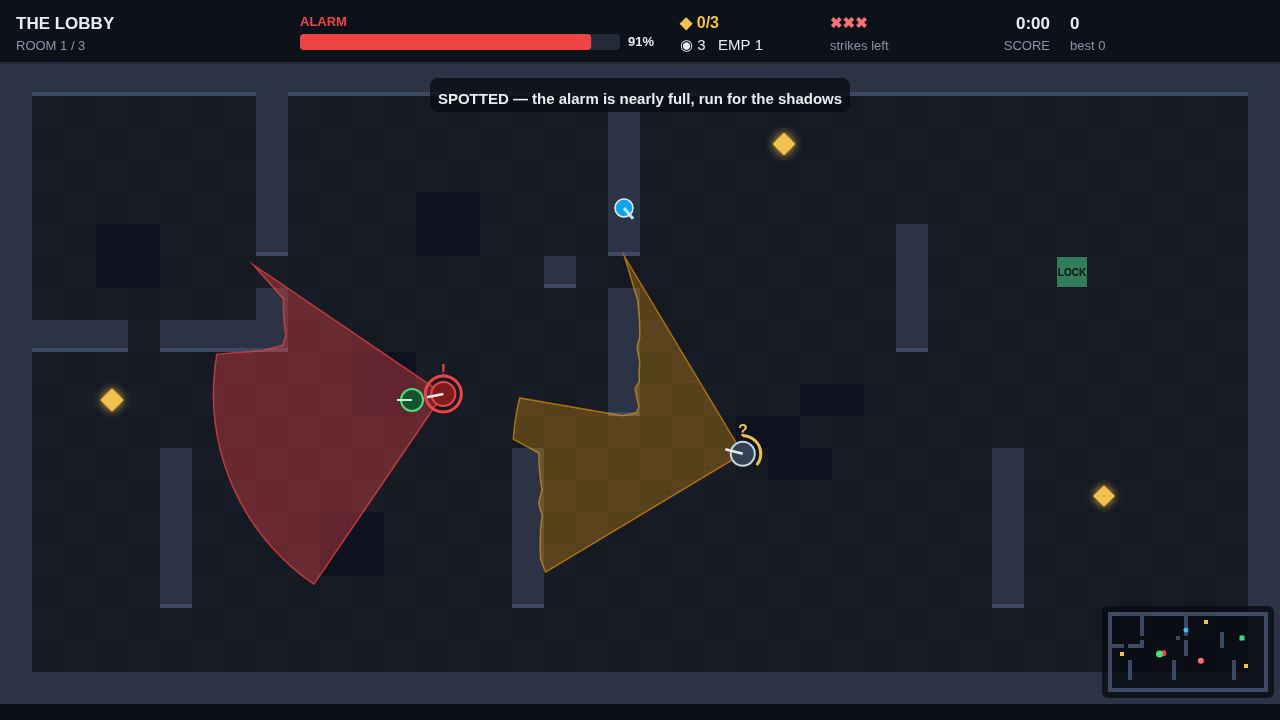 THE LOBBY
ROOM 1 / 3
ALARM
91%
0/3
3 EMP 1
strikes left
0:00
SCORE
0
best 0
SPOTTED — the alarm is nearly full, run for the shadows
LOCK
!
?